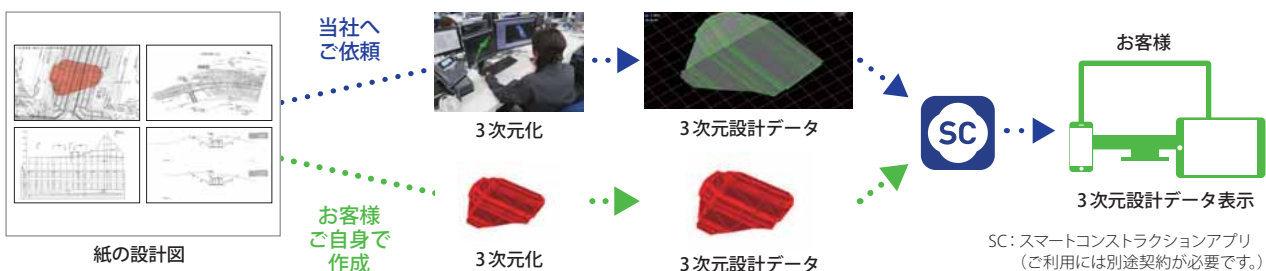 紙の設計図
当社へ
ご依頼
3次元化
3次元設計データ
お客様
ご自身で
作成
3次元化
3次元設計データ
SC
お客様
3次元設計データ表示
SC：スマートコンストラクションアプリ
（ご利用には別途契約が必要です。）